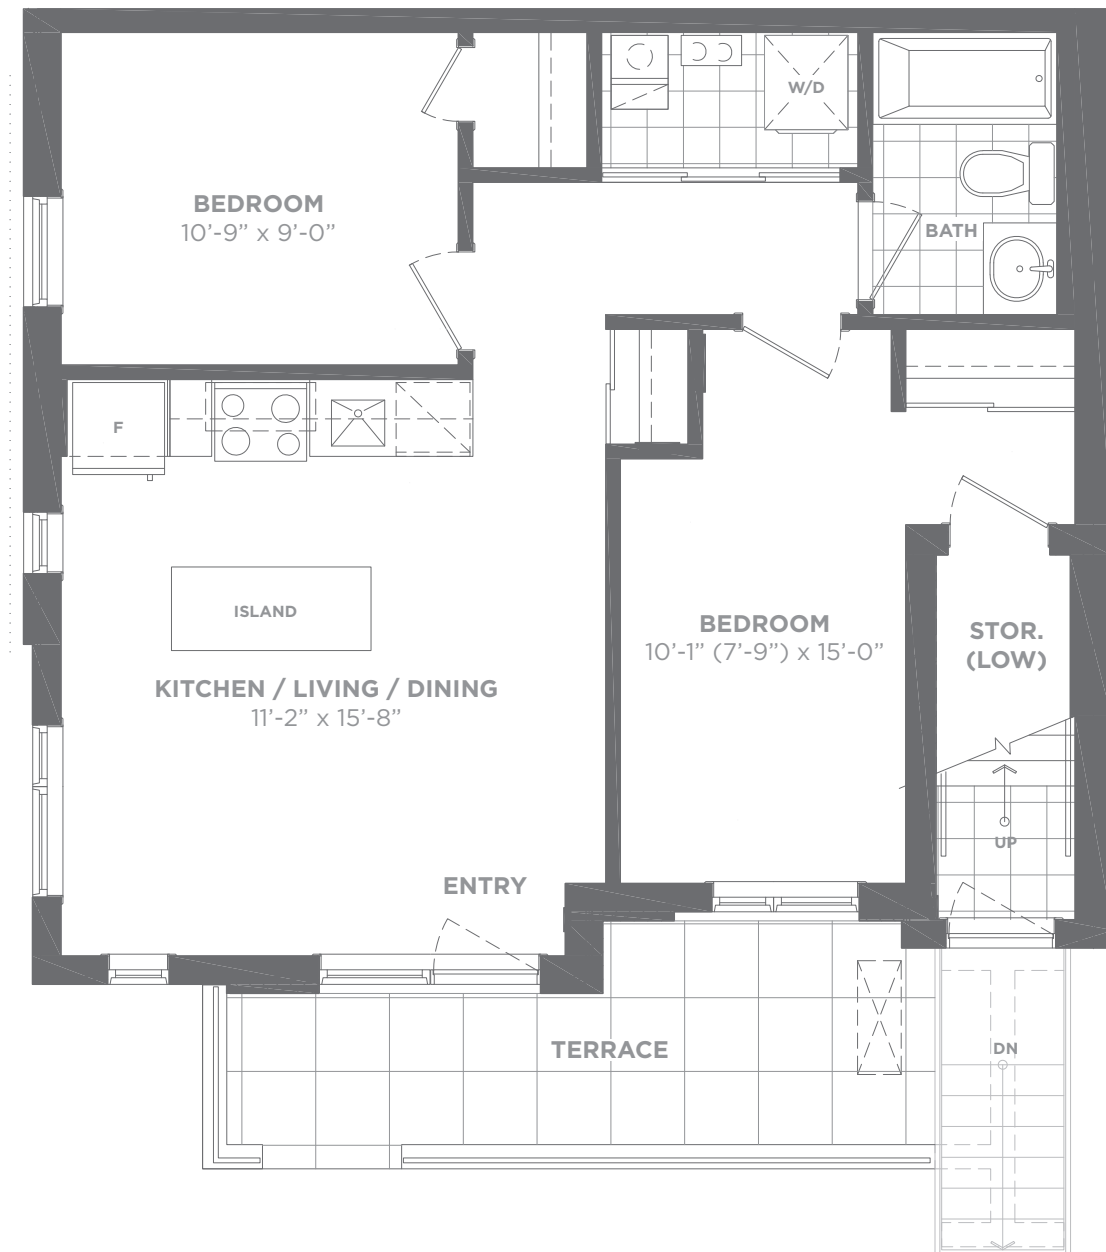 W/D
BEDROOM
10’-9” x 9’-0”
BATH
F
ISLAND
BEDROOM
10’-1” (7’-9”) x 15’-0”
STOR.
(LOW)
KITCHEN / LIVING / DINING
11’-2” x 15’-8”
UP
ENTRY
TERRACE
DN